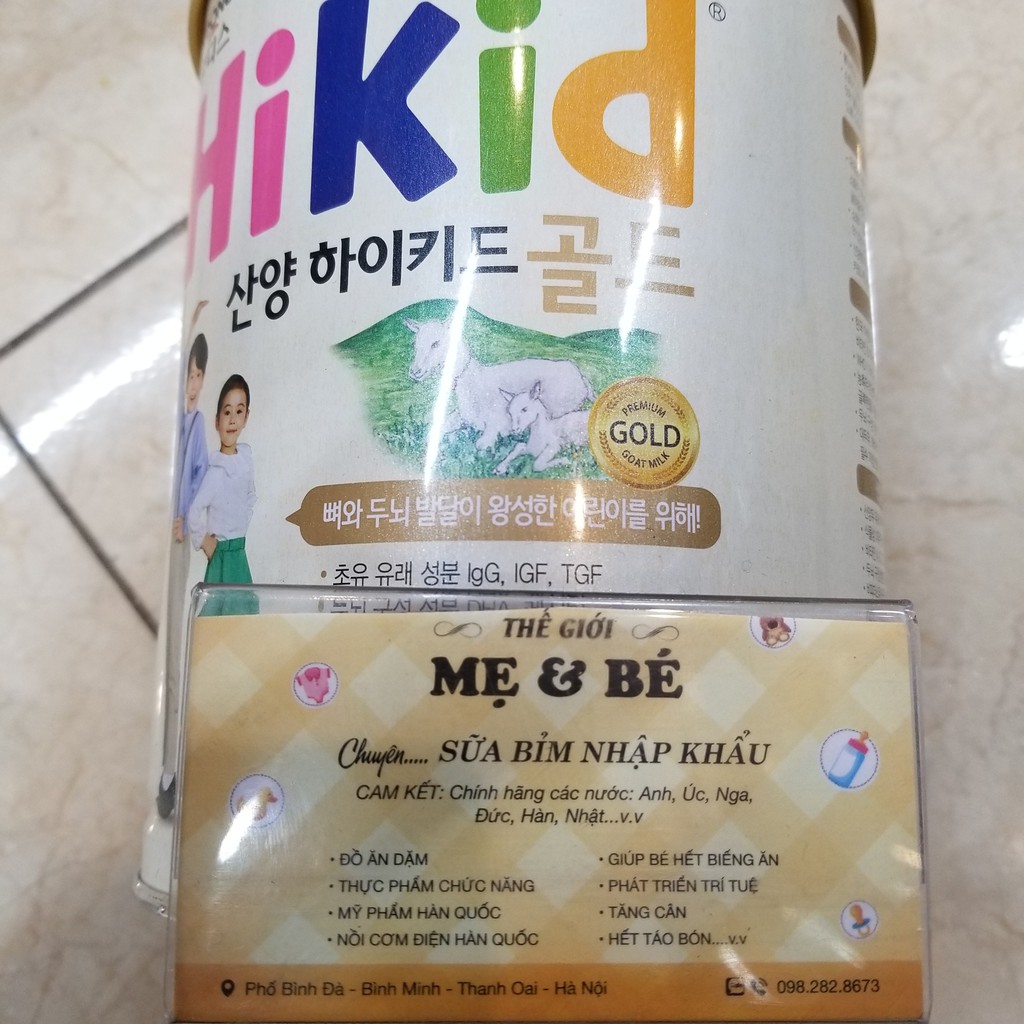 Hikid
®
산양 하이키드 골드
PREMIUM
GOLD
GOAT MILK
뼈와 두뇌 발달이 왕성한 어린이를 위해!
• 초유 유래 성분 IgG, IGF, TGF
THẾ GIỚI
MẸ & BÉ
Chuyên..... SỮA BỈM NHẬP KHẨU
CAM KẾT: Chính hãng các nước: Anh, Úc, Nga,
Đức, Hàn, Nhật...v.v
• ĐỒ ĂN DẶM
• THỰC PHẨM CHỨC NĂNG
• MỸ PHẨM HÀN QUỐC
• NỒI CƠM ĐIỆN HÀN QUỐC
• GIÚP BÉ HẾT BIẾNG ĂN
• PHÁT TRIỂN TRÍ TUỆ
• TĂNG CÂN
• HẾT TÁO BÓN....v.v
Phố Bình Đà - Bình Minh - Thanh Oai - Hà Nội
098.282.8673